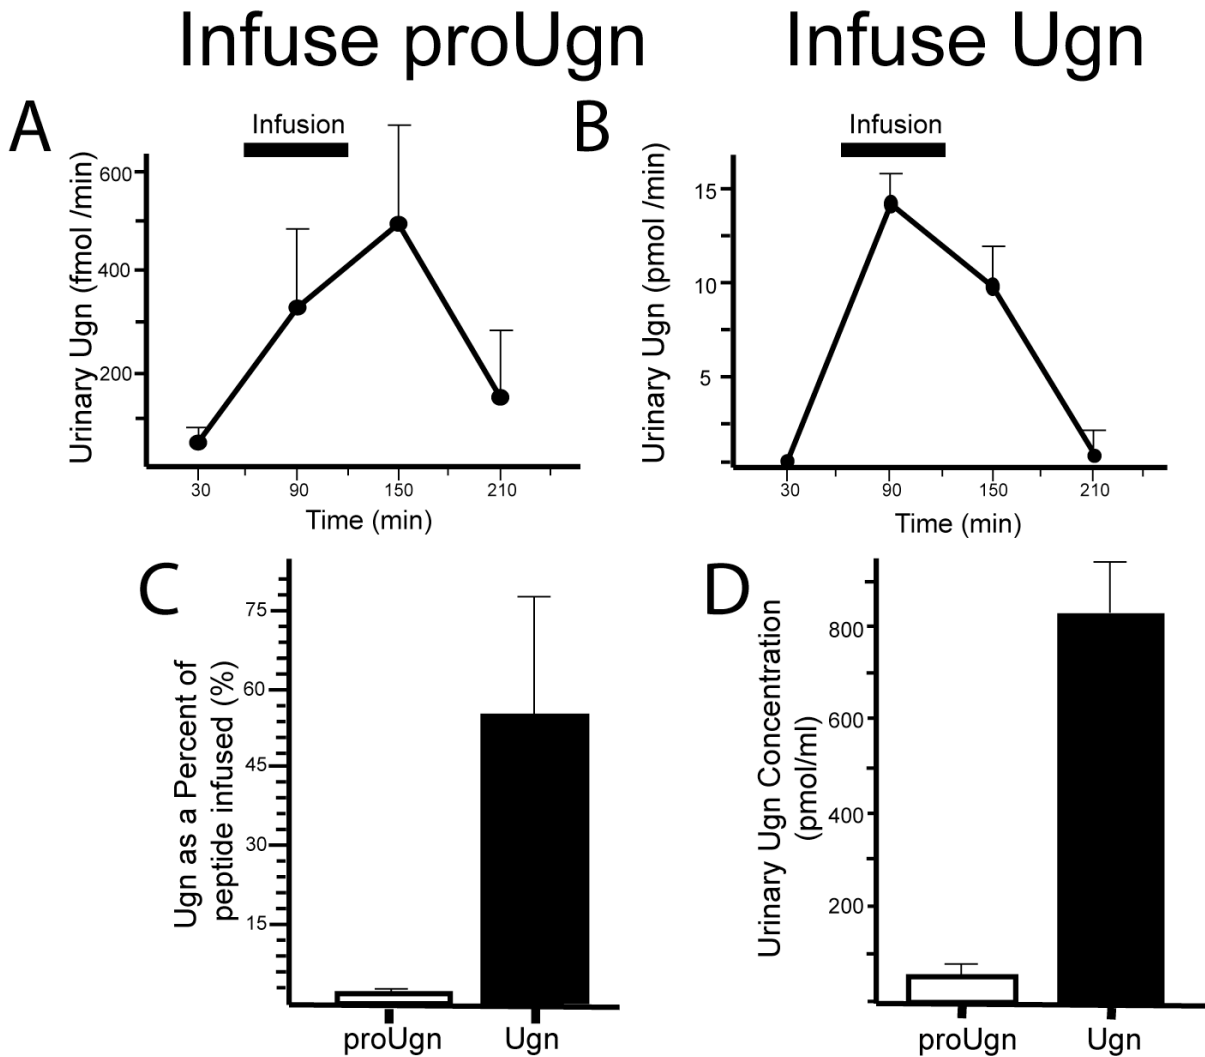 Infuse proUgn
Infuse Ugn
A
Infusion
Urinary Ugn (fmol /min)
600
400
200
30
90
150
210
Time (min)
B
Infusion
Urinary Ugn (pmol /min)
15
10
5
30
90
150
210
Time (min)
C
Ugn as a Percent of
peptide infused (%)
75
60
45
30
15
proUgn
Ugn
D
Urinary Ugn Concentration
(pmol/ml)
800
600
400
200
proUgn
Ugn